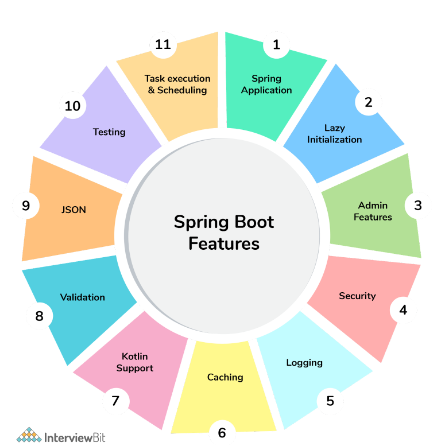 Spring Boot
Features
1
Spring
Application
2
Lazy
Initialization
3
Admin
Features
4
Security
5
Logging
6
Caching
7
Kotlin
Support
8
Validation
9
JSON
10
Testing
11
Task execution
& Scheduling
InterviewBit